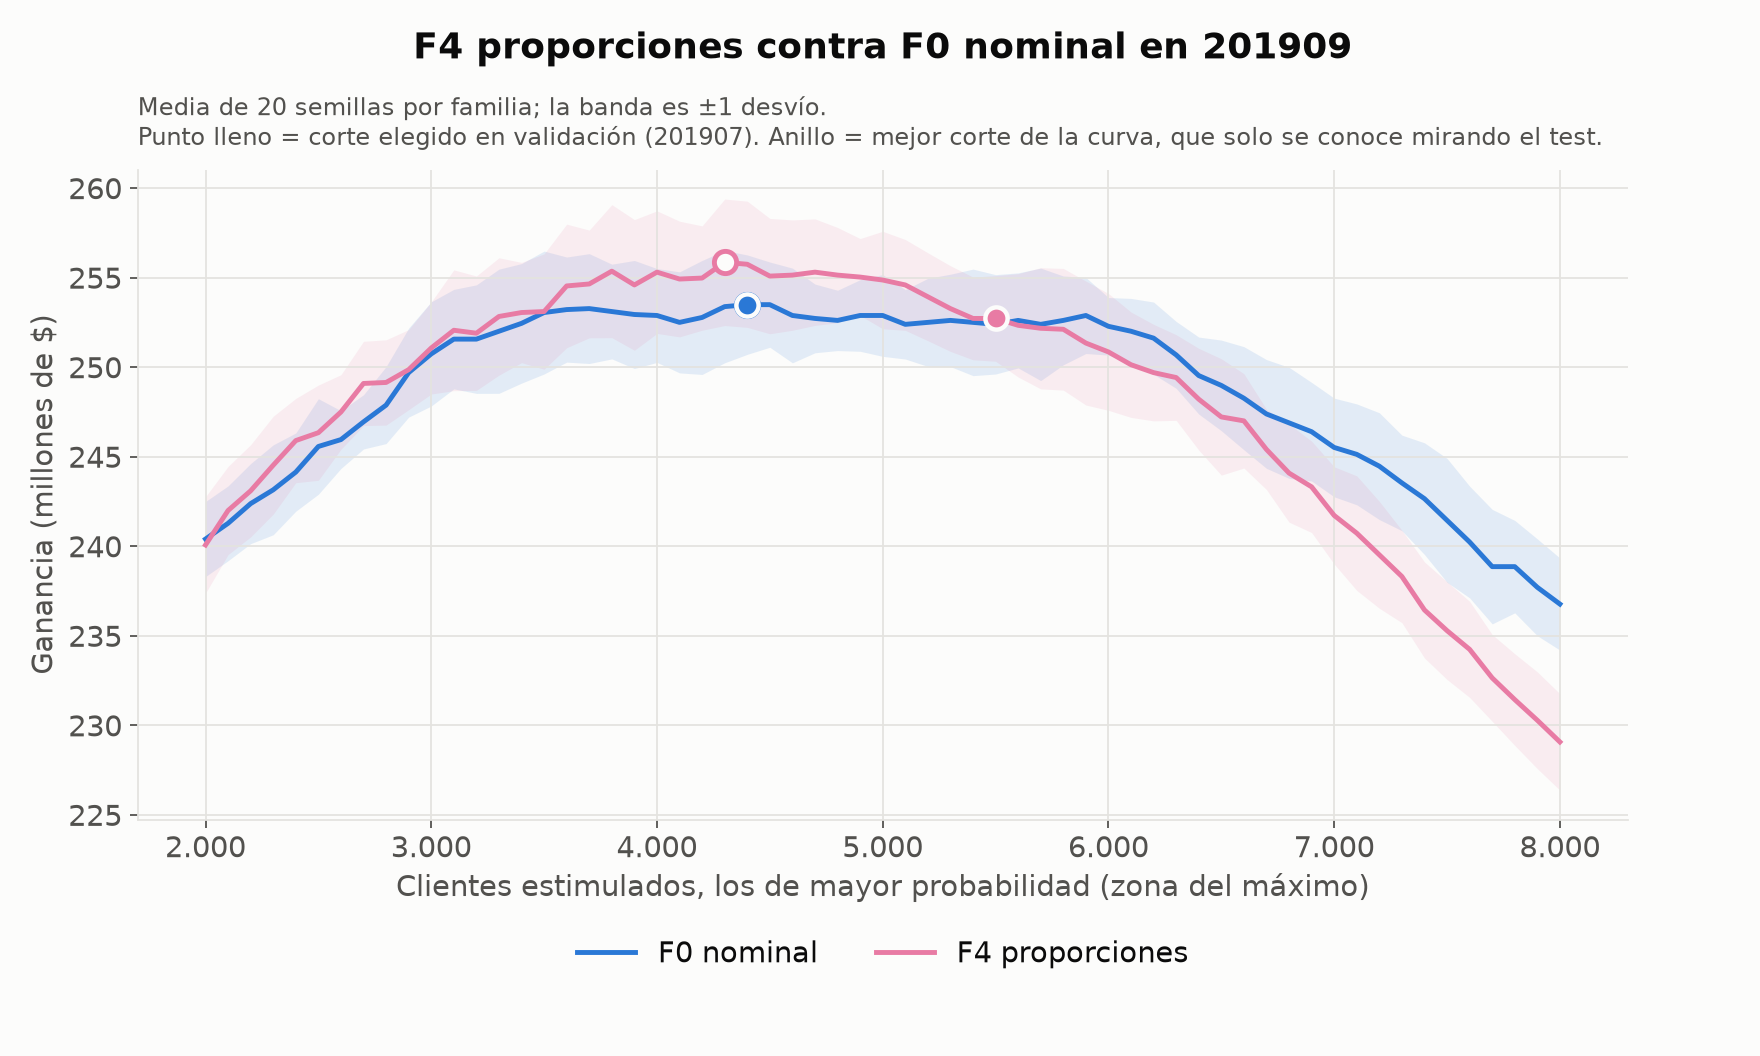 F4 proporciones contra F0 nominal en 201909
Media de 20 semillas por familia; la banda es ±1 desvío.
Punto lleno = corte elegido en validación (201907). Anillo = mejor corte de la curva, que solo se conoce mirando el test.
Ganancia (millones de $)
260
255
250
245
240
235
230
225
2.000 3.000 4.000 5.000 6.000 7.000 8.000
Clientes estimulados, los de mayor probabilidad (zona del máximo)
F0 nominal F4 proporciones